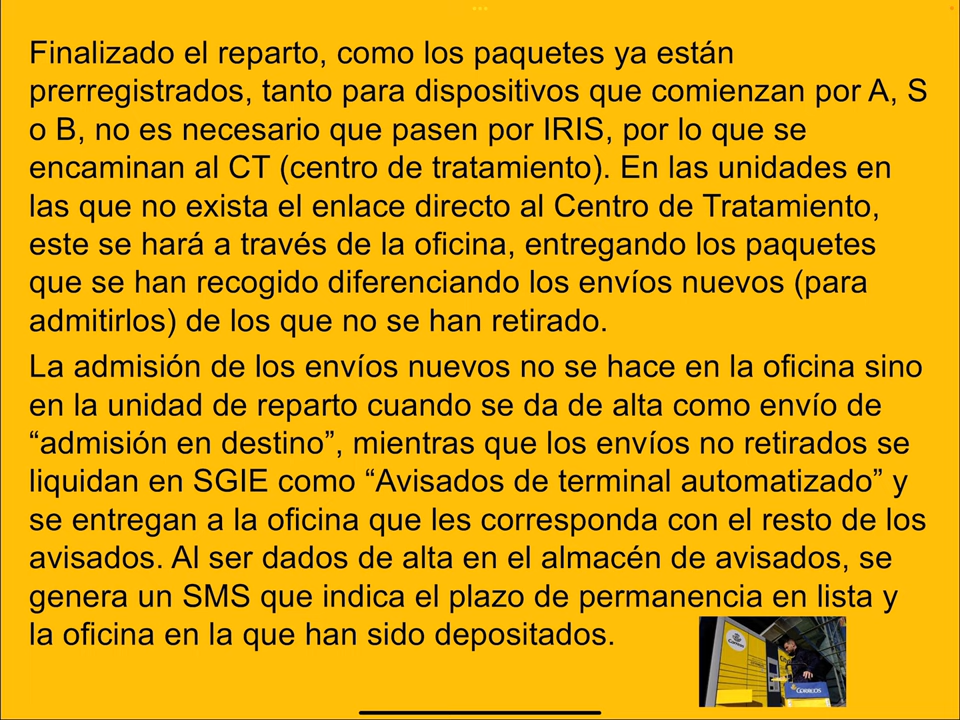 Finalizado el reparto, como los paquetes ya están
prerregistrados, tanto para dispositivos que comienzan por A, S
o B, no es necesario que pasen por IRIS, por lo que se
encaminan al CT (centro de tratamiento). En las unidades en
las que no exista el enlace directo al Centro de Tratamiento,
este se hará a través de la oficina, entregando los paquetes
que se han recogido diferenciando los envíos nuevos (para
admitirlos) de los que no se han retirado.
La admisión de los envíos nuevos no se hace en la oficina sino
en la unidad de reparto cuando se da de alta como envío de
“admisión en destino”, mientras que los envíos no retirados se
liquidan en SGIE como “Avisados de terminal automatizado” y
se entregan a la oficina que les corresponda con el resto de los
avisados. Al ser dados de alta en el almacén de avisados, se
genera un SMS que indica el plazo de permanencia en lista y
la oficina en la que han sido depositados.
Correos
CORREOS